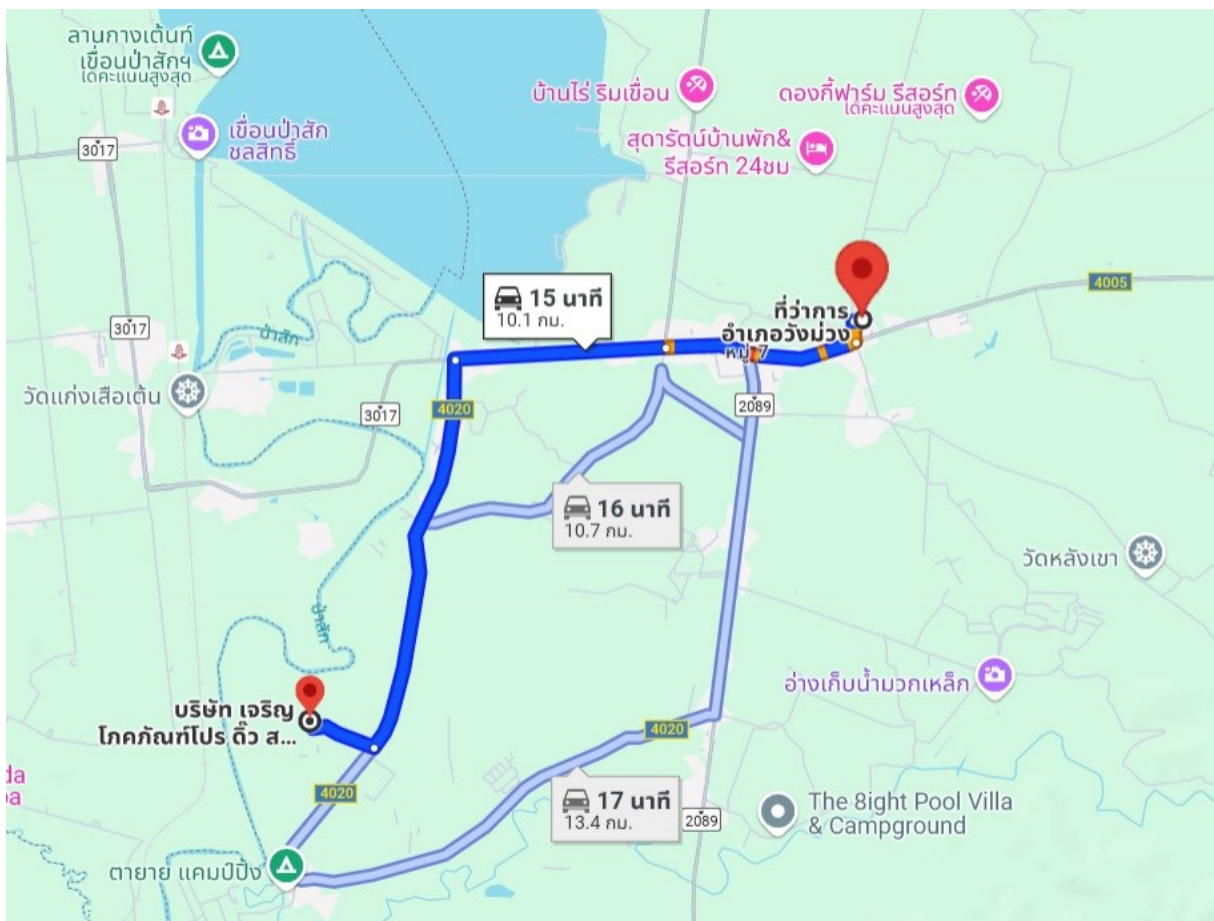 ลานกางเต้นท์
เขื่อนป่าสักฯ
ได้คะแนนสูงสุด
เขื่อนป่าสัก
ชลสิทธิ์
3017
บ้านไร่ ริมเขื่อน
ดองกี้ฟาร์ม รีสอร์ท
ได้คะแนนสูงสุด
สุดารัตน์บ้านพัก&
รีสอร์ท 24ชม
4005
15 นาที
10.1 กม.
ที่ว่าการ
อำเภอวังม่วง
หมู่ 7
ป่าสัก
3017
วัดแก่งเสือเต้น
3017
4020
2089
16 นาที
10.7 กม.
วัดหลังเขา
ป่าสัก
อ่างเก็บน้ำมวกเหล็ก
บริษัท เจริญ
โภคภัณฑ์โปร ดิ๊ว ส...
4020
4020
17 นาที
13.4 กม.
2089
The 8ight Pool Villa
& Campground
ตายาย แคมป์ปิ้ง